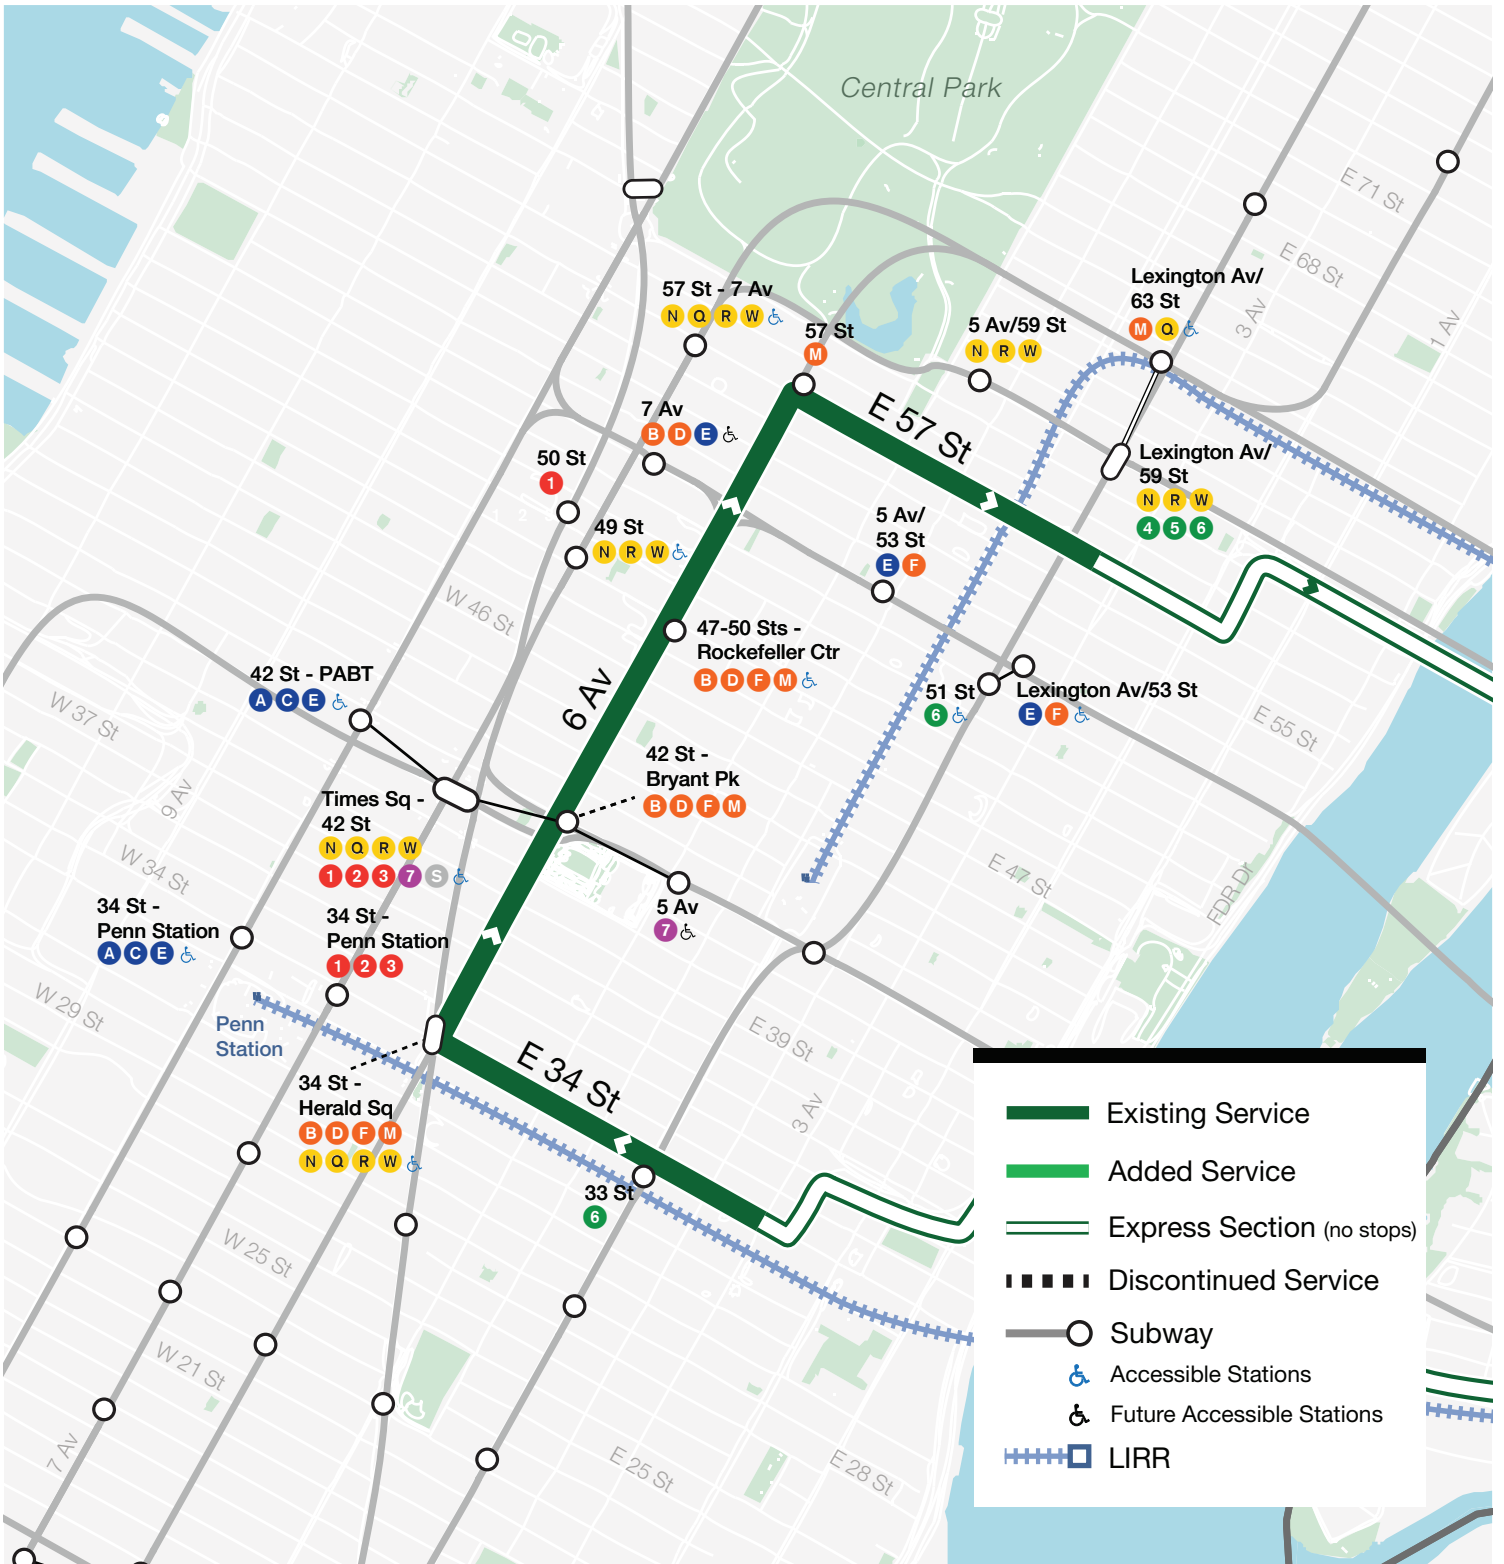 Central Park
E 71 St
E 68 St
3 Av
1 Av
Lexington Av/
63 St
M Q
57 St - 7 Av
N Q R W
57 St
M
5 Av/59 St
N R W
7 Av
B D E
E 57 St
50 St
1
Lexington Av/
59 St
N R W
4 5 6
49 St
N R W
5 Av/
53 St
E F
W 46 St
47-50 Sts -
Rockefeller Ctr
B D F M
42 St - PABT
A C E
6 Av
51 St
6
Lexington Av/53 St
E F
W 37 St
E 55 St
42 St -
Bryant Pk
B D F M
9 Av
Times Sq -
42 St
N Q R W
1 2 3 7 S
W 34 St
E 47 St
FDR Dr
34 St -
Penn Station
A C E
34 St -
Penn Station
1 2 3
5 Av
7
W 29 St
Penn
Station
E 39 St
E 34 St
3 Av
34 St -
Herald Sq
B D F M
N Q R W
33 St
6
W 25 St
W 21 St
7 Av
E 25 St
E 28 St
Existing Service
Added Service
Express Section (no stops)
Discontinued Service
Subway
Accessible Stations
Future Accessible Stations
LIRR